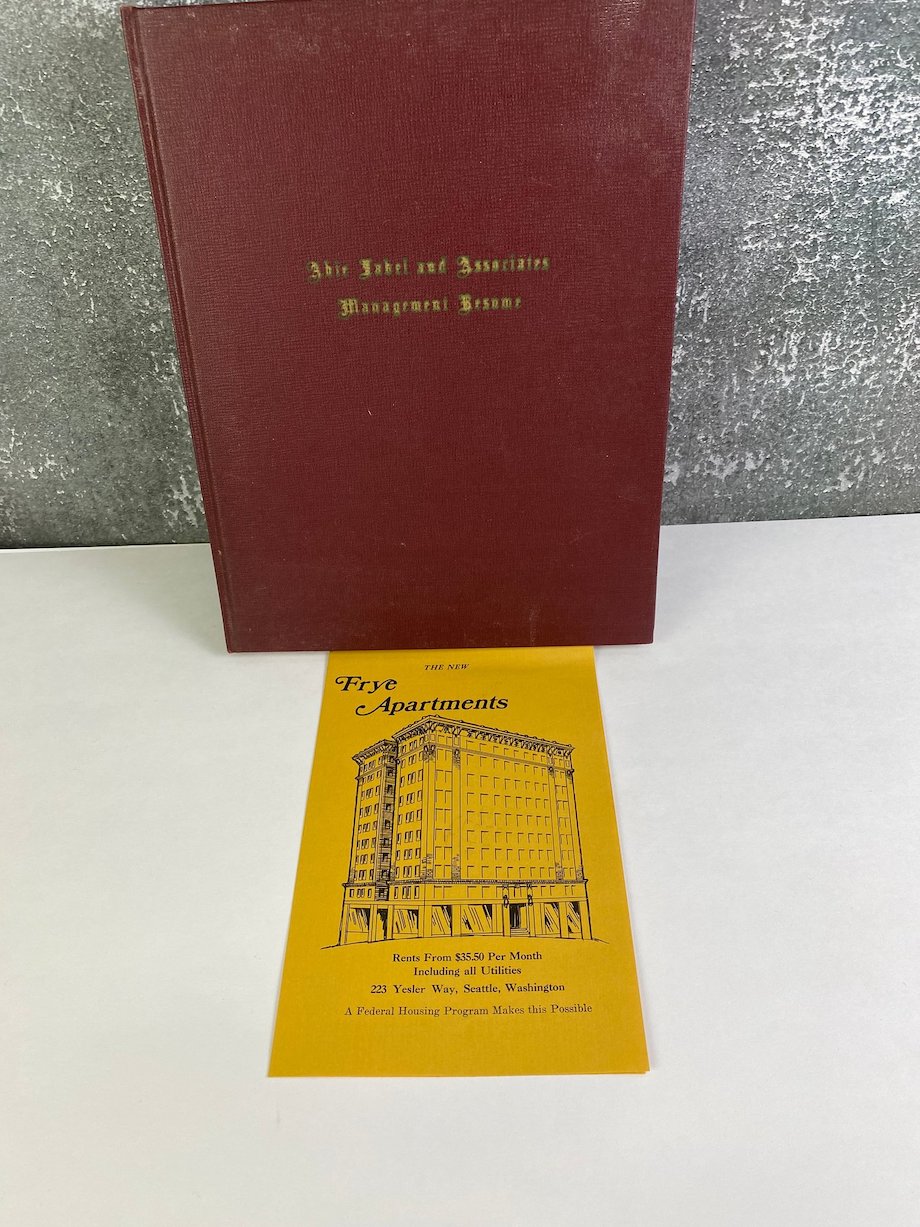 Abie Label and Associates
Management Resume
THE NEW
Frye
Apartments
Rents From $35.50 Per Month
Including all Utilities
223 Yesler Way, Seattle, Washington
A Federal Housing Program Makes this Possible